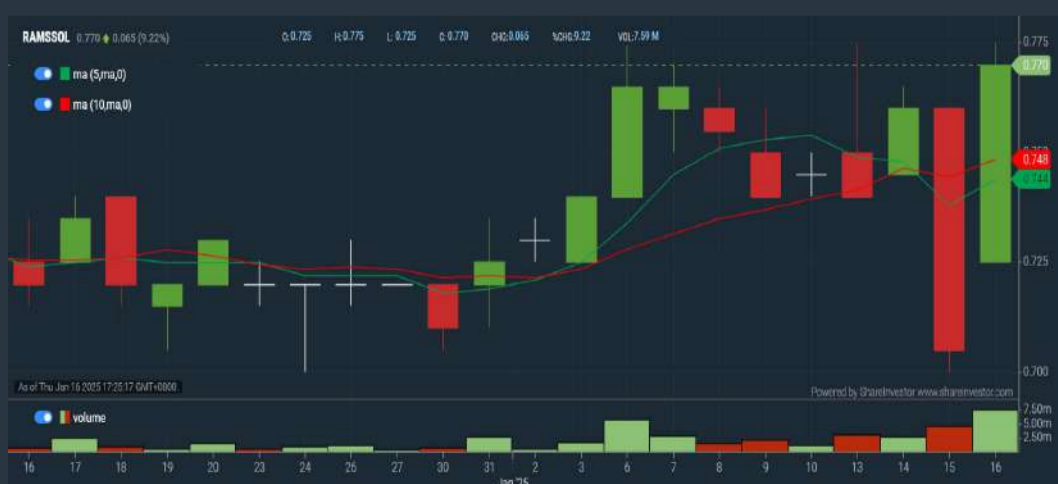 RAMSSOL 0.770 0.065 (9.22%) O: 0.725 H: 0.775 L: 0.725 C: 0.770 CHG: 0.065 %CHG: 9.22 VOL: 7.59 M
ma (5,ma,0)
ma (10,ma,0)
0.775
0.770
0.748
0.744
0.725
0.700
As of Thu Jan 16 2025 17:25:17 GMT+0800.
Powered by ShareInvestor www.shareinvestor.com
volume
7.50m
5.00m
2.50m
16 17 18 19 20 23 24 26 27 30 31 2 3 6 7 8 9 10 13 14 15 16